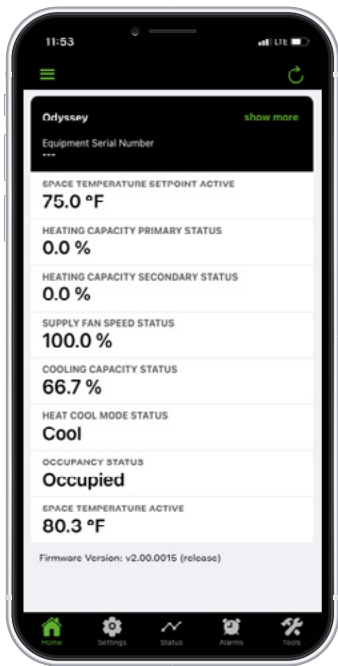 11:53
LTE
Odyssey
show more
Equipment Serial Number
---
SPACE TEMPERATURE SETPOINT ACTIVE
75.0 °F
HEATING CAPACITY PRIMARY STATUS
0.0 %
HEATING CAPACITY SECONDARY STATUS
0.0 %
SUPPLY FAN SPEED STATUS
100.0 %
COOLING CAPACITY STATUS
66.7 %
HEAT COOL MODE STATUS
Cool
OCCUPANCY STATUS
Occupied
SPACE TEMPERATURE ACTIVE
80.3 °F
Firmware Version: v2.00.0015 (release)
Home
Settings
Status
Alarms
Tools